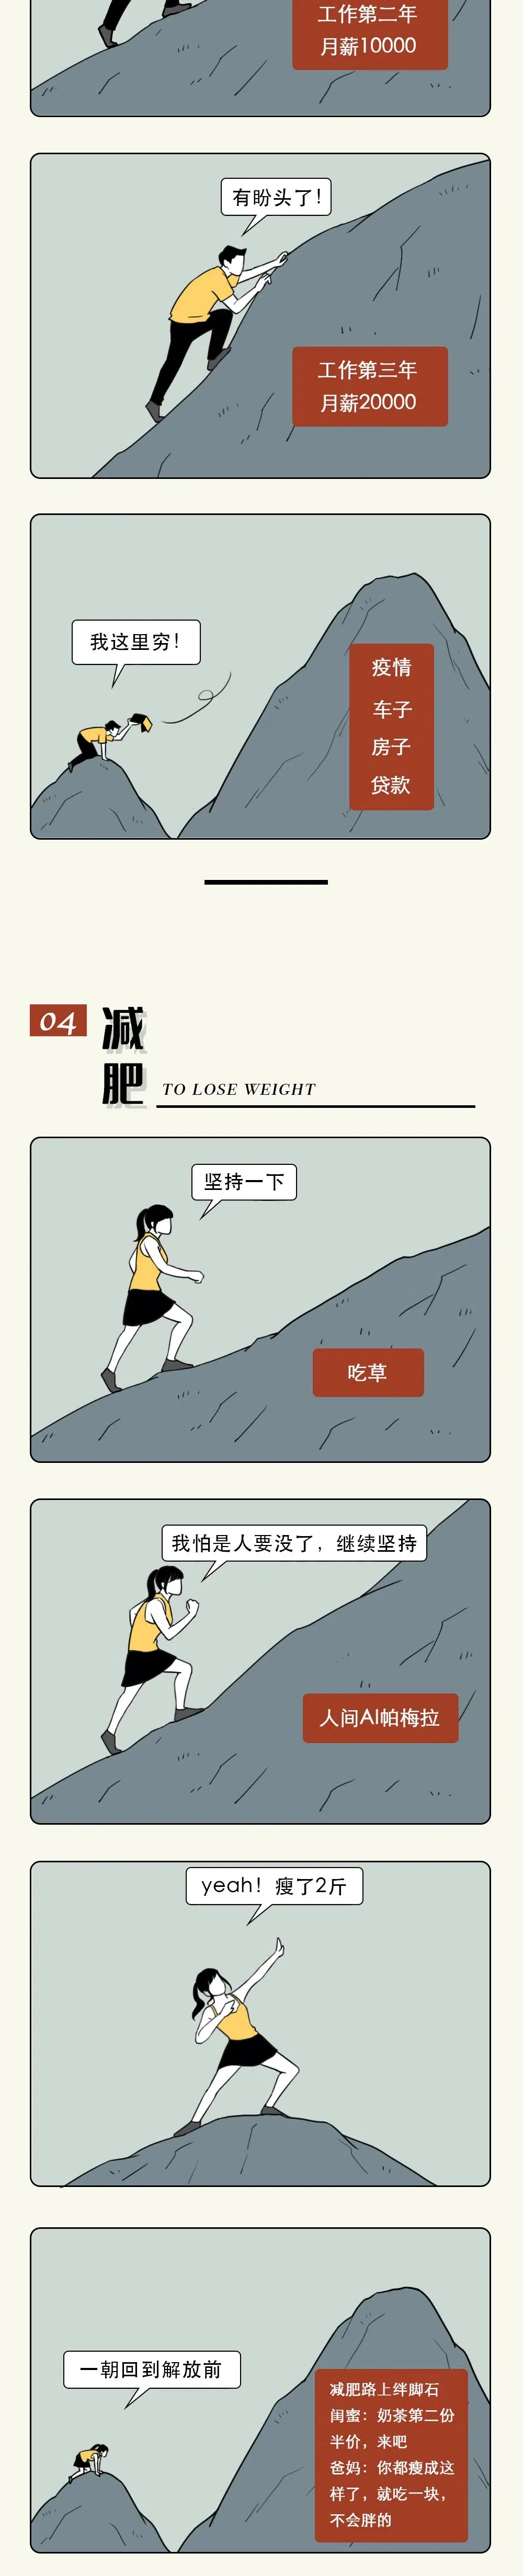 工作第二年
月薪10000
有盼头了！
工作第三年
月薪20000
我这里穷！
疫情
车子
房子
贷款
04
减
肥
TO LOSE WEIGHT
坚持一下
吃草
我怕是人要没了，继续坚持
人间AI帕梅拉
yeah！瘦了2斤
一朝回到解放前
减肥路上绊脚石
闺蜜：奶茶第二份
半价，来吧
爸妈：你都瘦成这
样了，就吃一块，
不会胖的